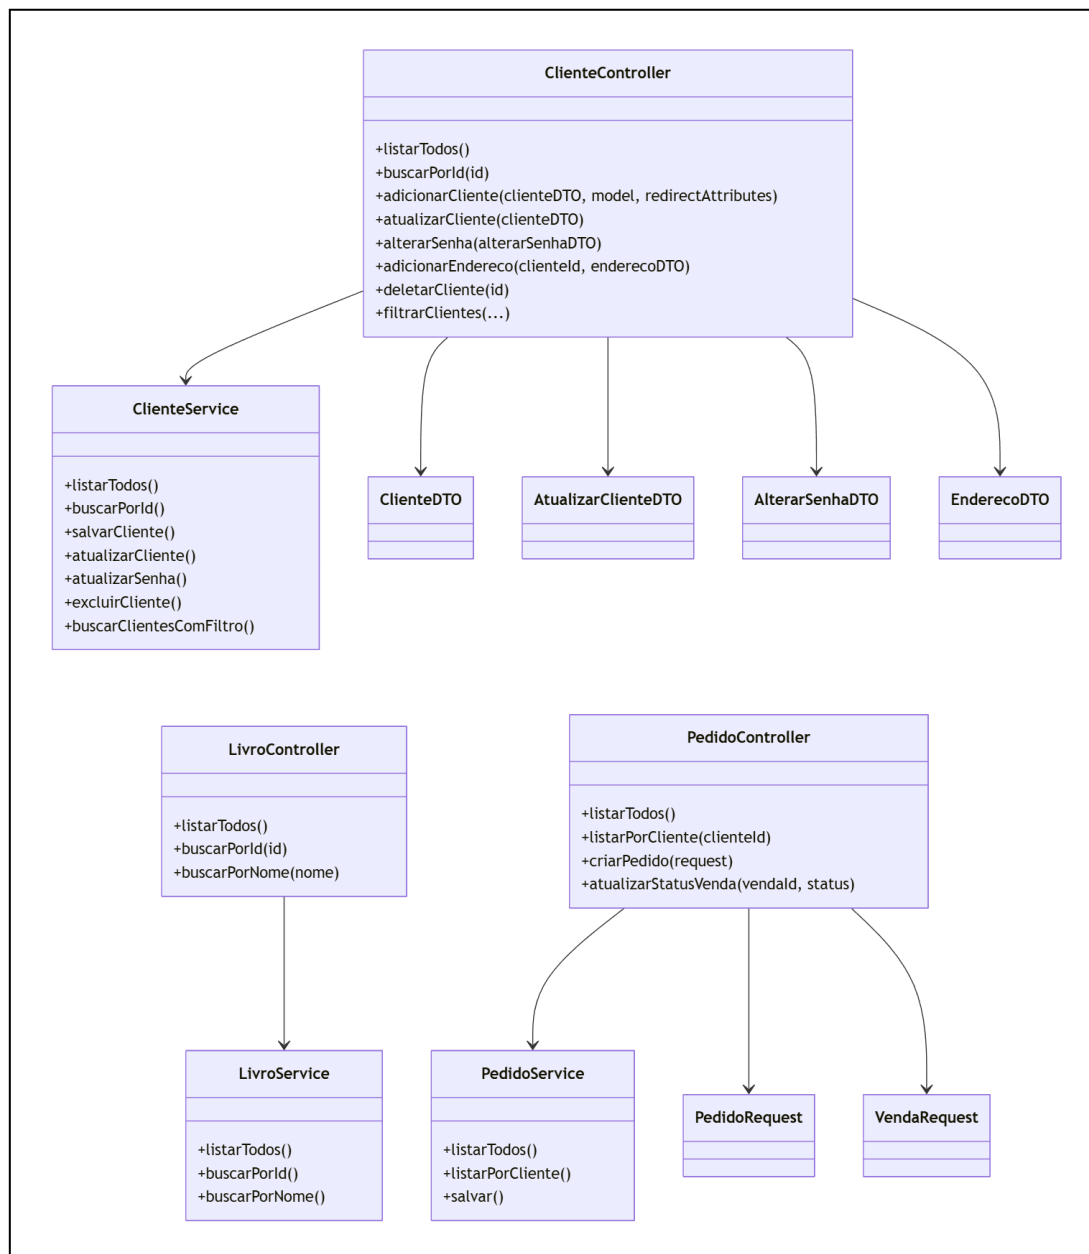 ClienteController
+listarTodos()
+buscarPorId(id)
+adicionarCliente(clienteDTO, model, redirectAttributes)
+atualizarCliente(clienteDTO)
+alterarSenha(alterarSenhaDTO)
+adicionarEndereco(clienteId, enderecoDTO)
+deletarCliente(id)
+filtrarClientes(...)
ClienteService
+listarTodos()
+buscarPorId()
+salvarCliente()
+atualizarCliente()
+atualizarSenha()
+excluirCliente()
+buscarClientesComFiltro()
ClienteDTO
AtualizarClienteDTO
AlterarSenhaDTO
EnderecoDTO
LivroController
+listarTodos()
+buscarPorId(id)
+buscarPorNome(nome)
PedidoController
+listarTodos()
+listarPorCliente(clienteId)
+criarPedido(request)
+atualizarStatusVenda(vendaId, status)
LivroService
+listarTodos()
+buscarPorId()
+buscarPorNome()
PedidoService
+listarTodos()
+listarPorCliente()
+salvar()
PedidoRequest
VendaRequest